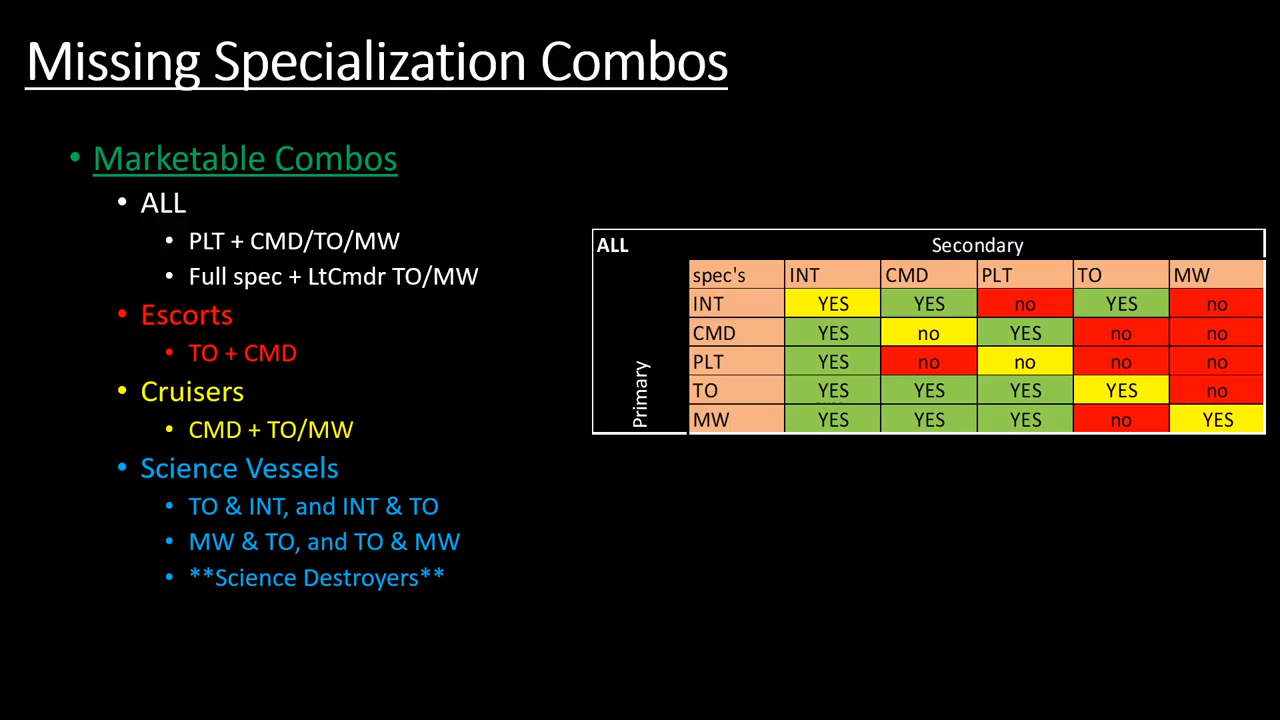 Missing Specialization Combos
• Marketable Combos
• ALL
• PLT + CMD/TO/MW
• Full spec + LtCmdr TO/MW
• Escorts
• TO + CMD
• Cruisers
• CMD + TO/MW
• Science Vessels
• TO & INT, and INT & TO
• MW & TO, and TO & MW
• **Science Destroyers**
ALL Secondary
spec's INT CMD PLT TO MW
Primary
INT YES YES no YES no
CMD YES no YES no no
PLT YES no no no no
TO YES YES YES YES no
MW YES YES YES no YES